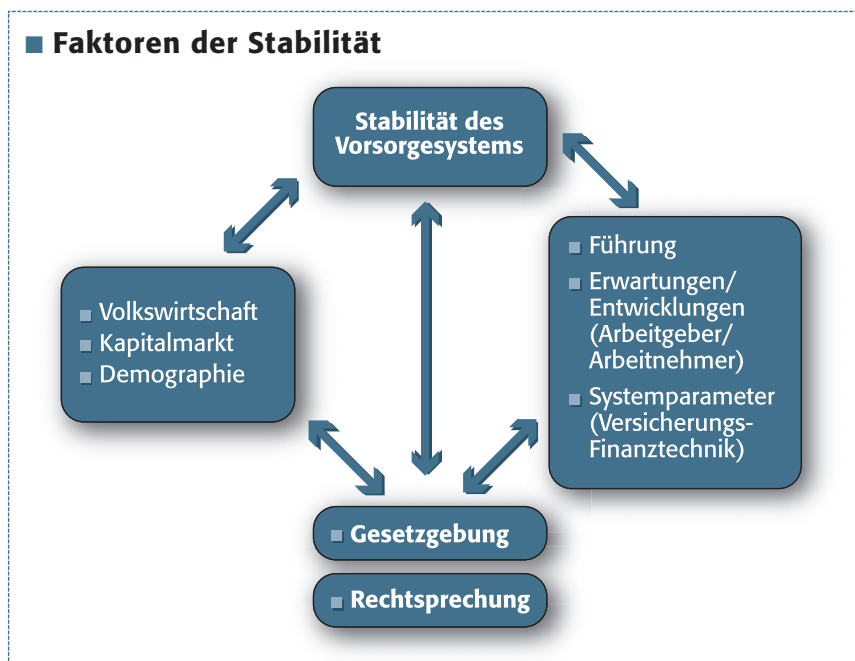 Faktoren der Stabilität
Stabilität des
Vorsorgesystems
Volkswirtschaft
Kapitalmarkt
Demographie
Führung
Erwartungen/
Entwicklungen
(Arbeitgeber/
Arbeitnehmer)
Systemparameter
(Versicherungs-
Finanztechnik)
Gesetzgebung
Rechtsprechung